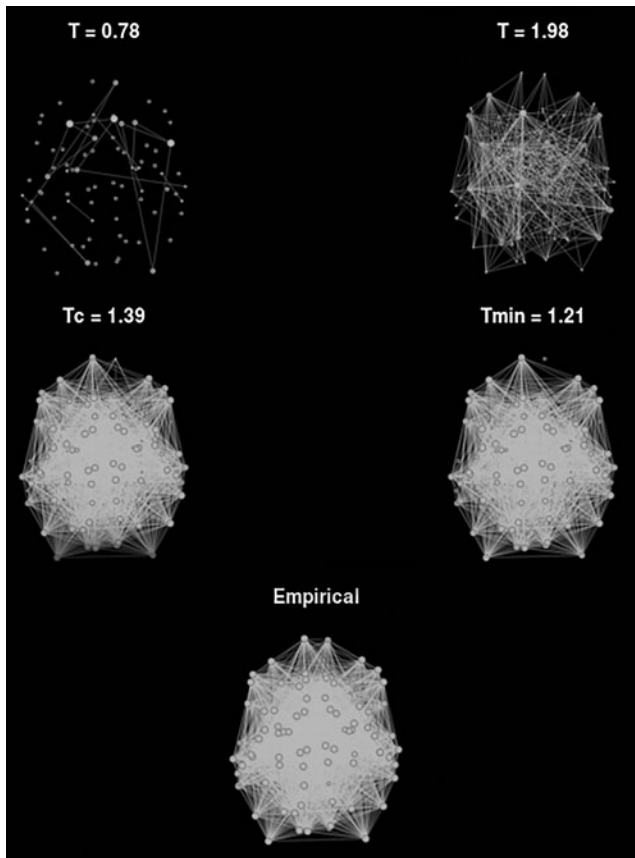 T = 0.78
T = 1.98
Tc = 1.39
Tmin = 1.21
Empirical